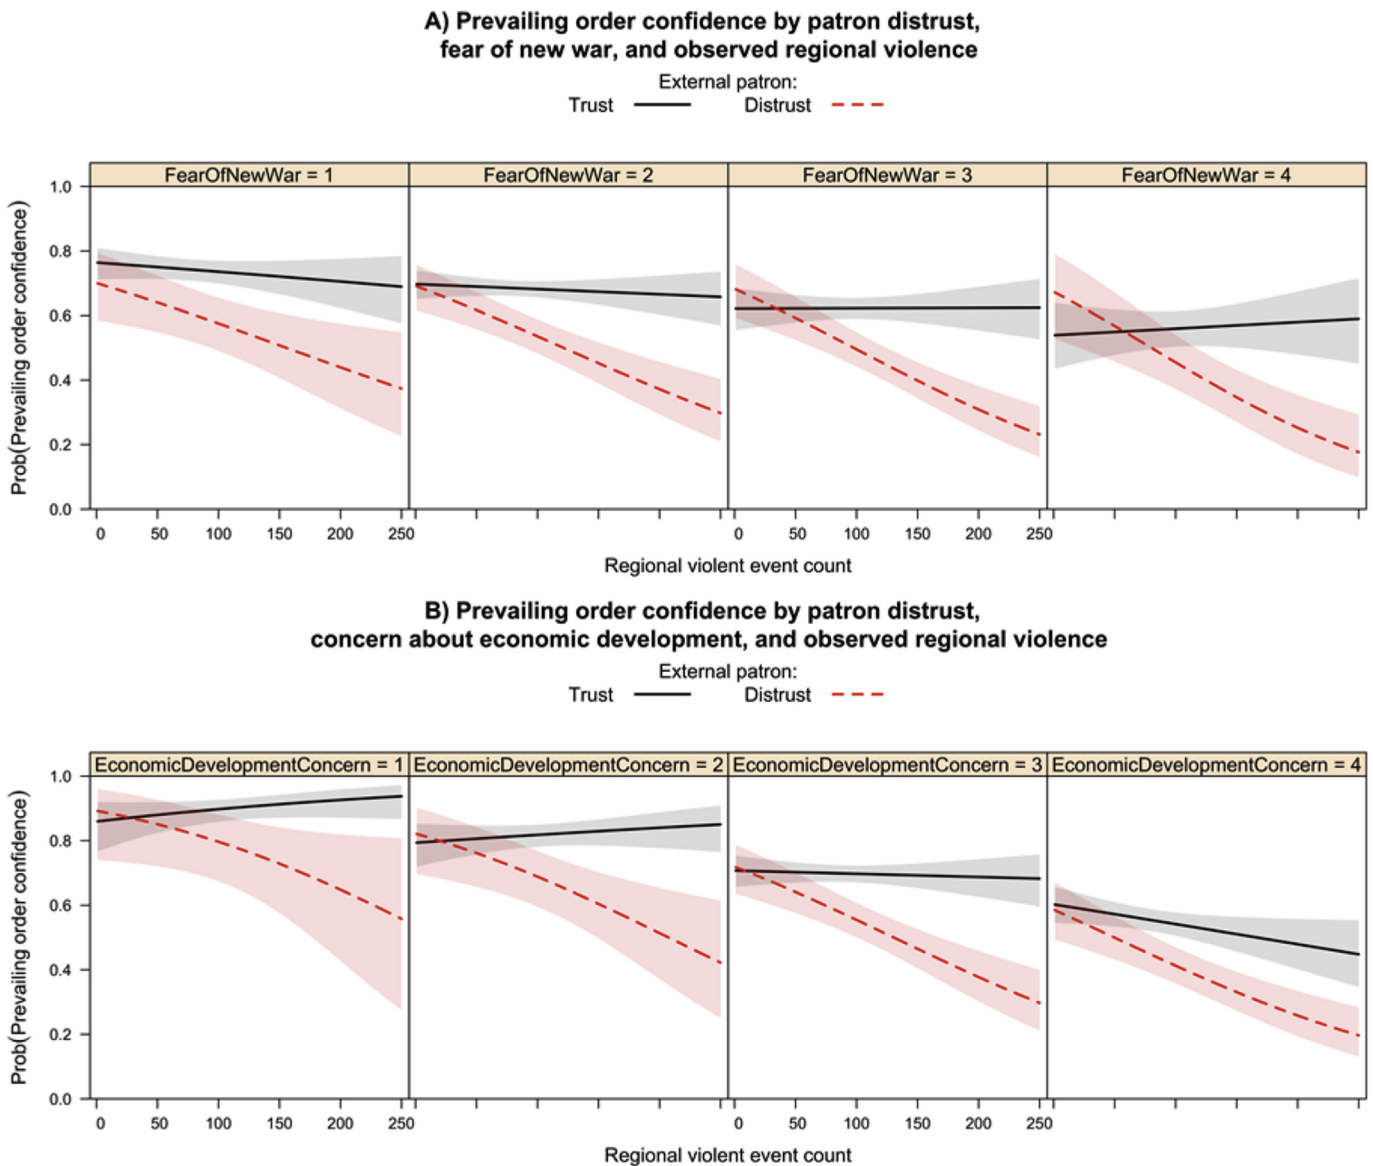 A) Prevailing order confidence by patron distrust,
fear of new war, and observed regional violence
External patron:
Trust Distrust
FearOfNewWar = 1 FearOfNewWar = 2 FearOfNewWar = 3 FearOfNewWar = 4
Prob(Prevailing order confidence)
1.0
0.8
0.6
0.4
0.2
0.0
0 50 100 150 200 250 0 50 100 150 200 250
Regional violent event count
B) Prevailing order confidence by patron distrust,
concern about economic development, and observed regional violence
External patron:
Trust Distrust
EconomicDevelopmentConcern = 1 EconomicDevelopmentConcern = 2 EconomicDevelopmentConcern = 3 EconomicDevelopmentConcern = 4
Prob(Prevailing order confidence)
1.0
0.8
0.6
0.4
0.2
0.0
0 50 100 150 200 250 0 50 100 150 200 250
Regional violent event count